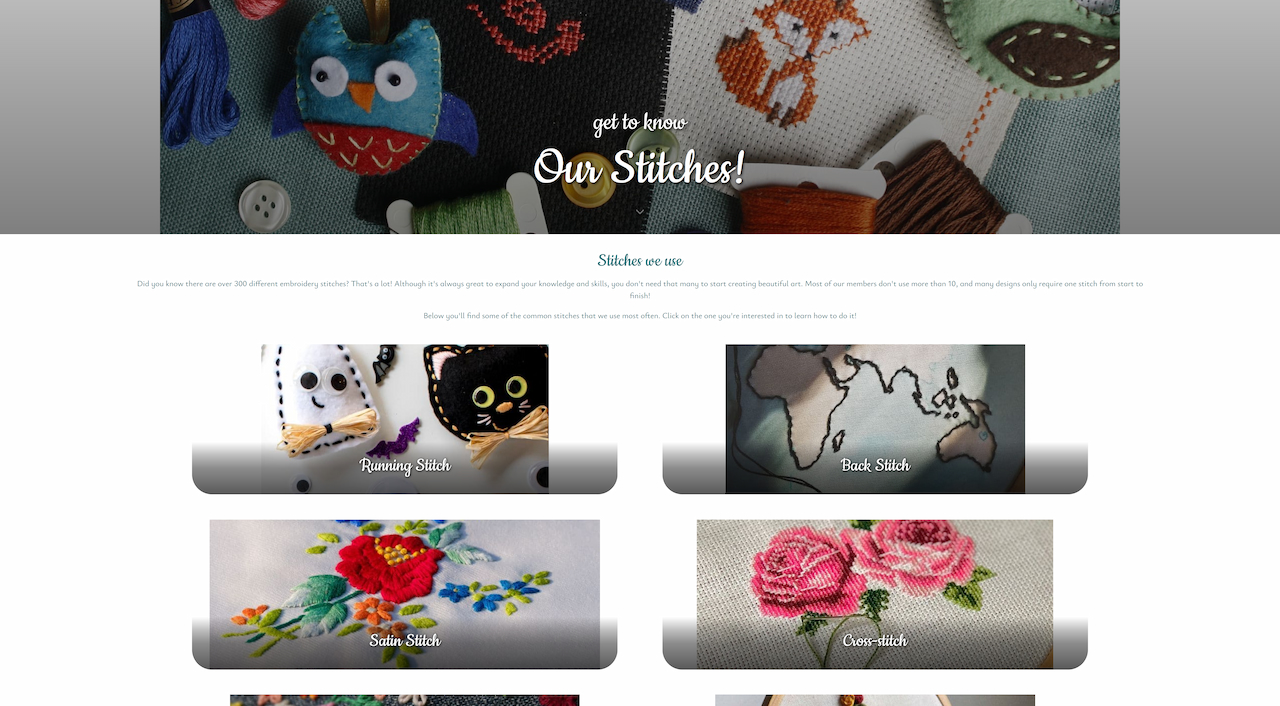 get to know
Our Stitches!
Stitches we use
Did you know there are over 300 different embroidery stitches? That's a lot! Although it's always great to expand your knowledge and skills, you don't need that many to start creating beautiful art. Most of our members don't use more than 10, and many designs only require one stitch from start to
finish!
Below you'll find some of the common stitches that we use most often. Click on the one you're interested in to learn how to do it!
Running Stitch
Back Stitch
Satin Stitch
Cross-stitch